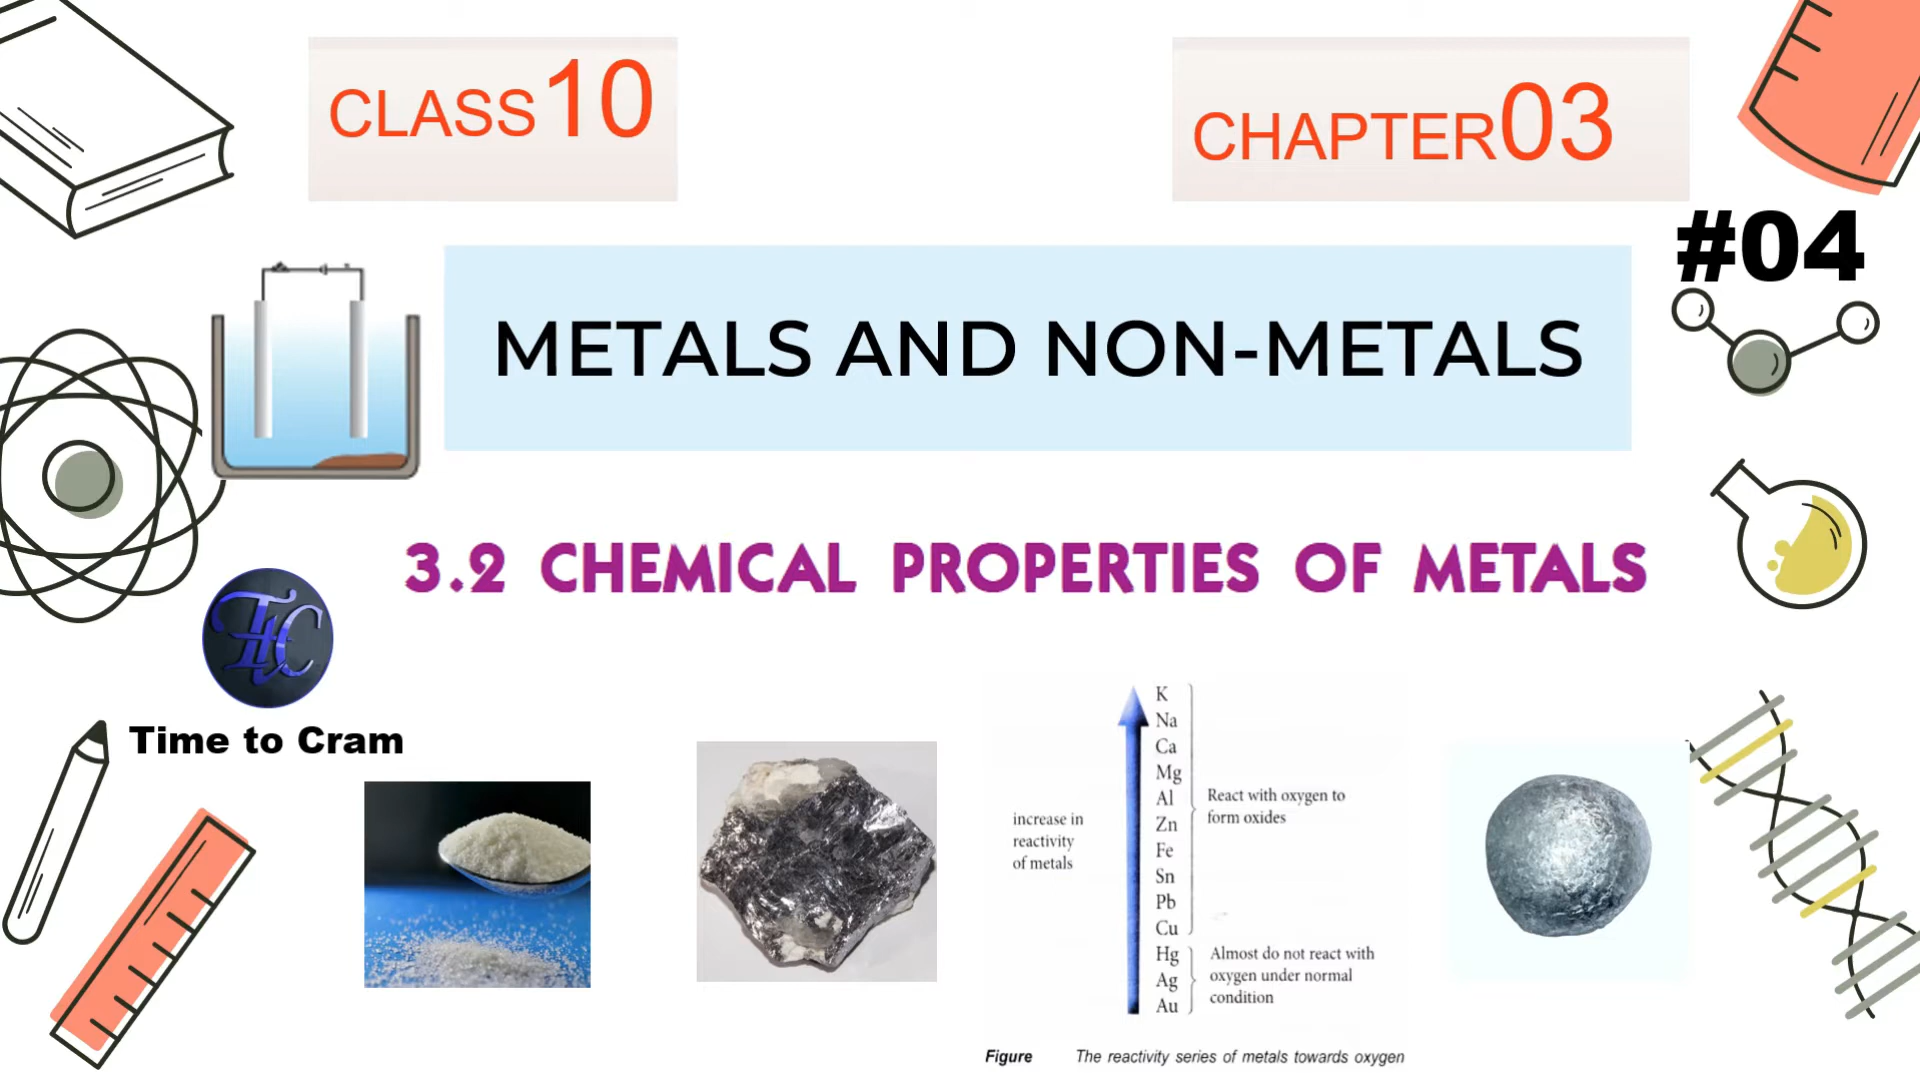 CLASS10
CHAPTER03
#04
METALS AND NON-METALS
3.2 CHEMICAL PROPERTIES OF METALS
TtC
Time to Cram
increase in
reactivity
of metals
K
Na
Ca
Mg
Al
Zn
Fe
Sn
Pb
Cu
Hg
Ag
Au
React with oxygen to
form oxides
Almost do not react with
oxygen under normal
condition
Figure The reactivity series of metals towards oxygen